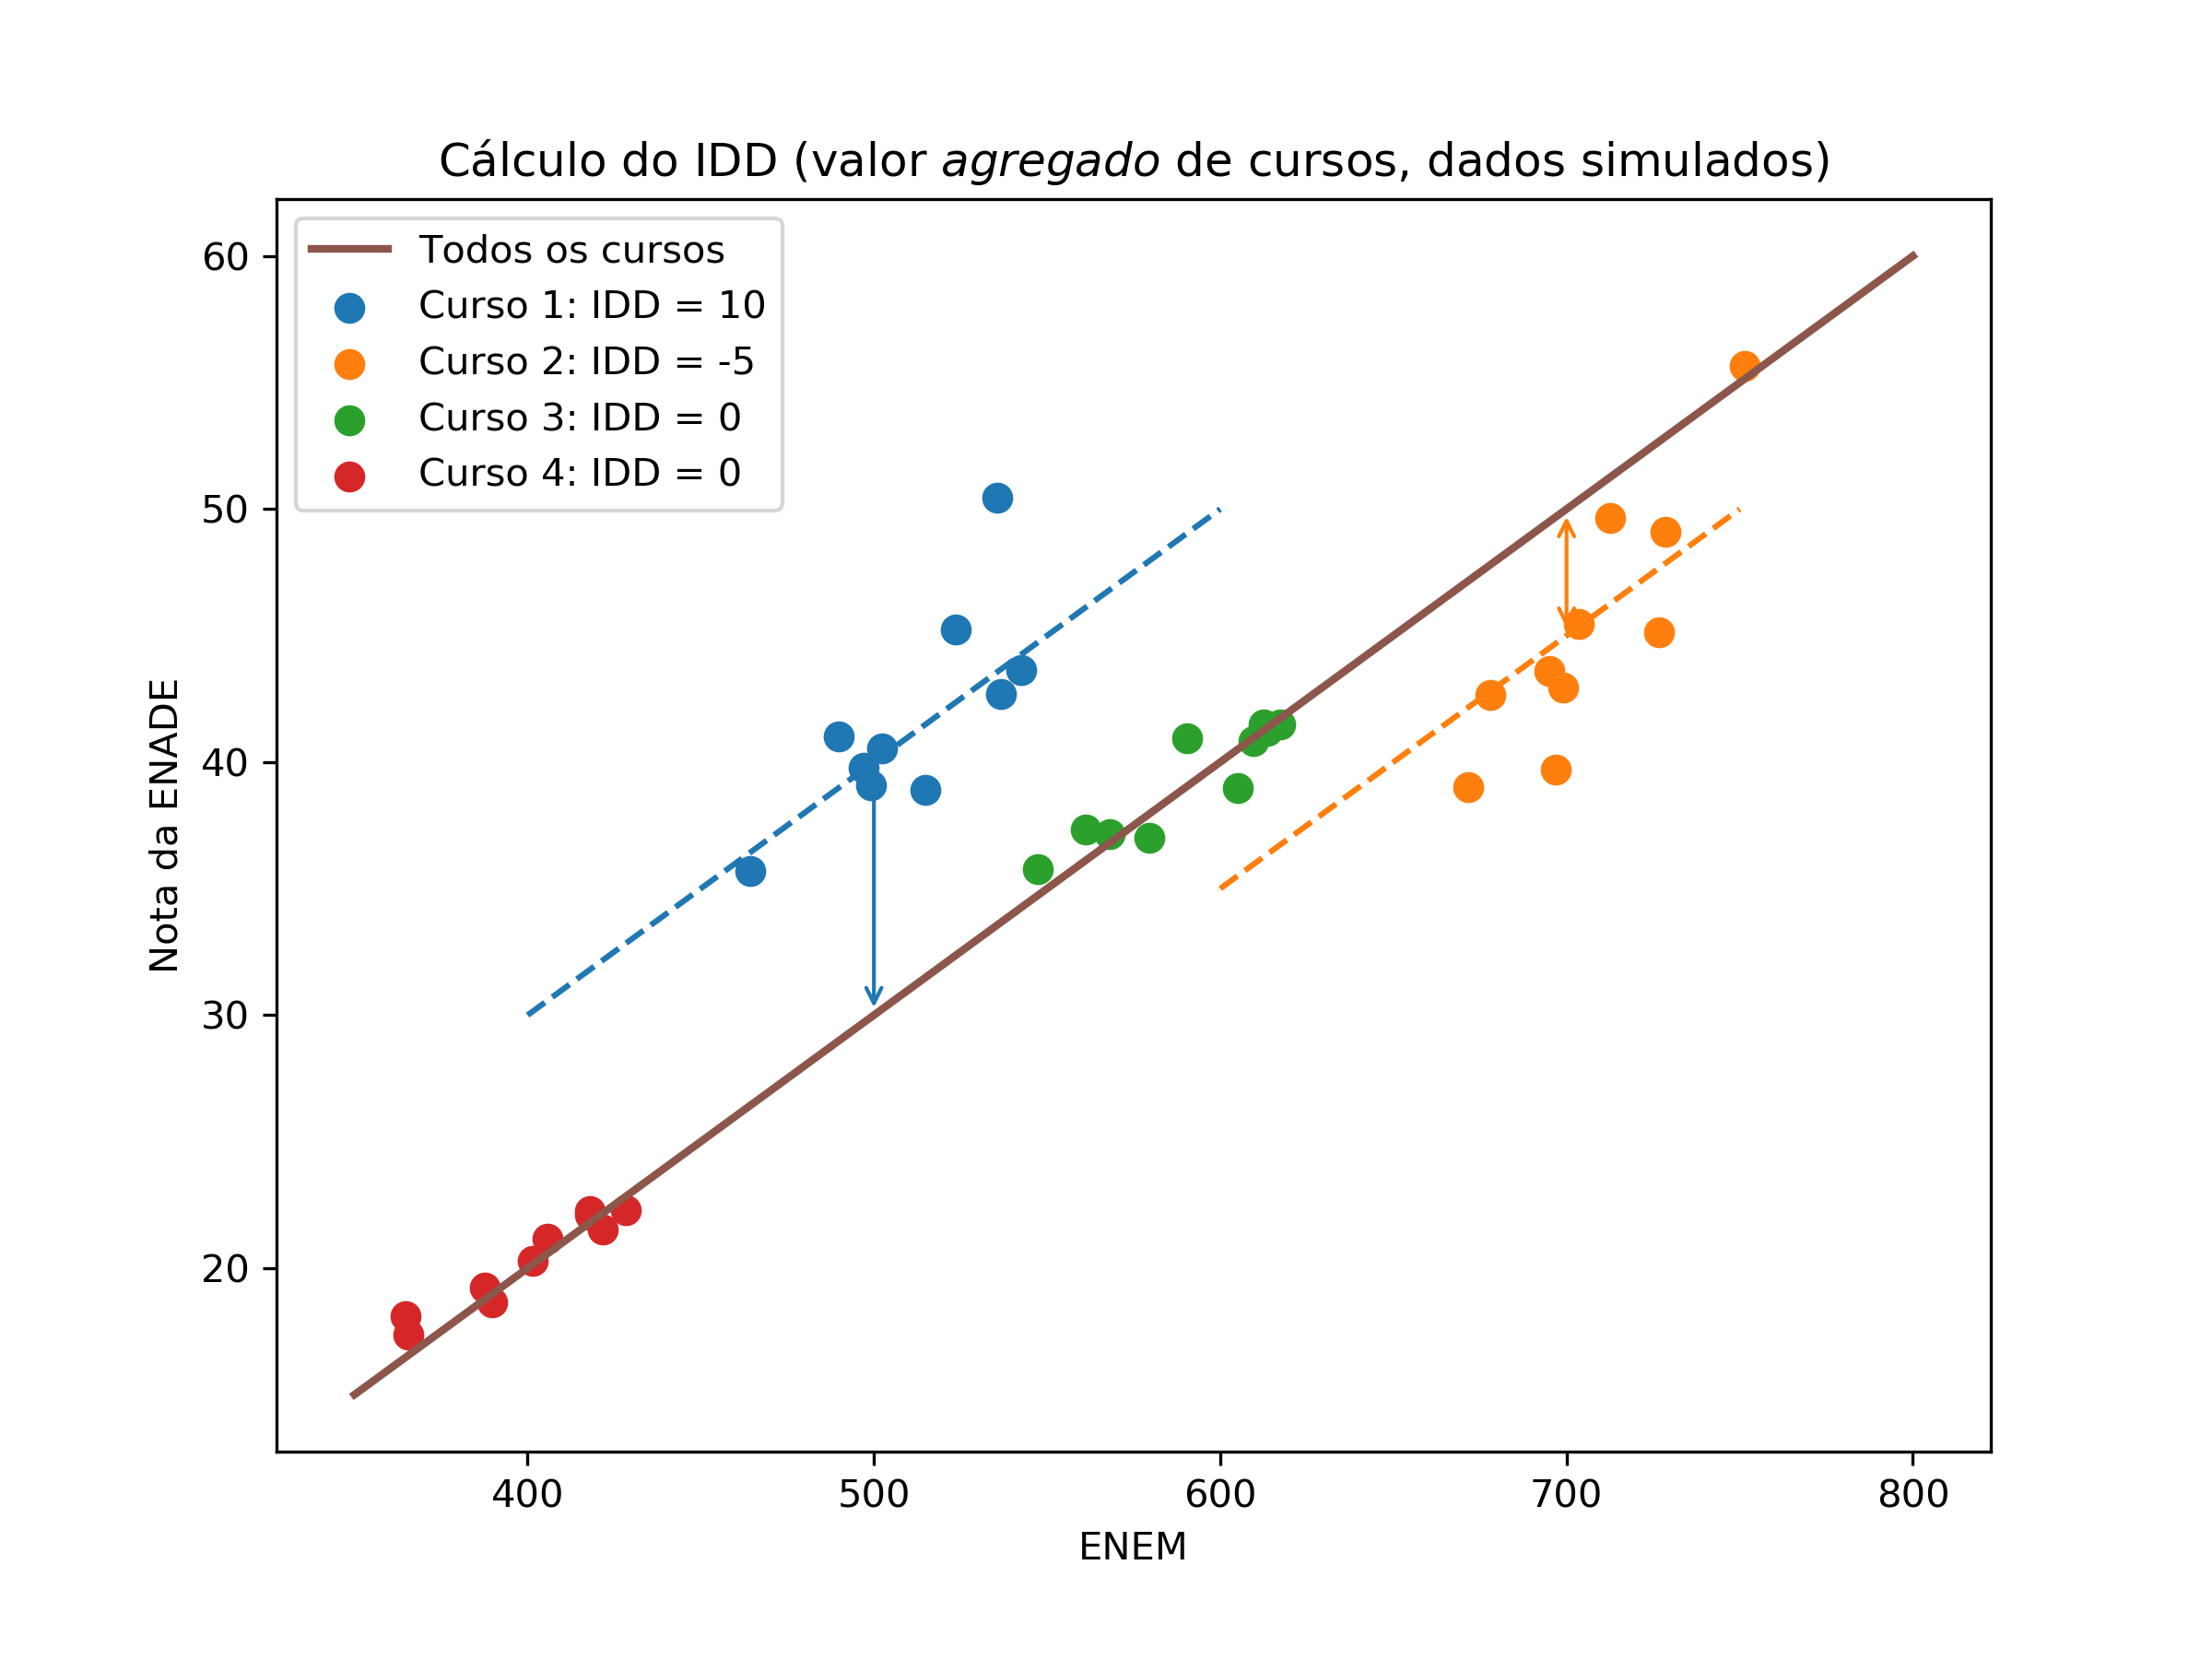 Cálculo do IDD (valor agregado de cursos, dados simulados)
Todos os cursos
Curso 1: IDD = 10
Curso 2: IDD = -5
Curso 3: IDD = 0
Curso 4: IDD = 0
Nota da ENADE
60
50
40
30
20
400 500 600 700 800
ENEM